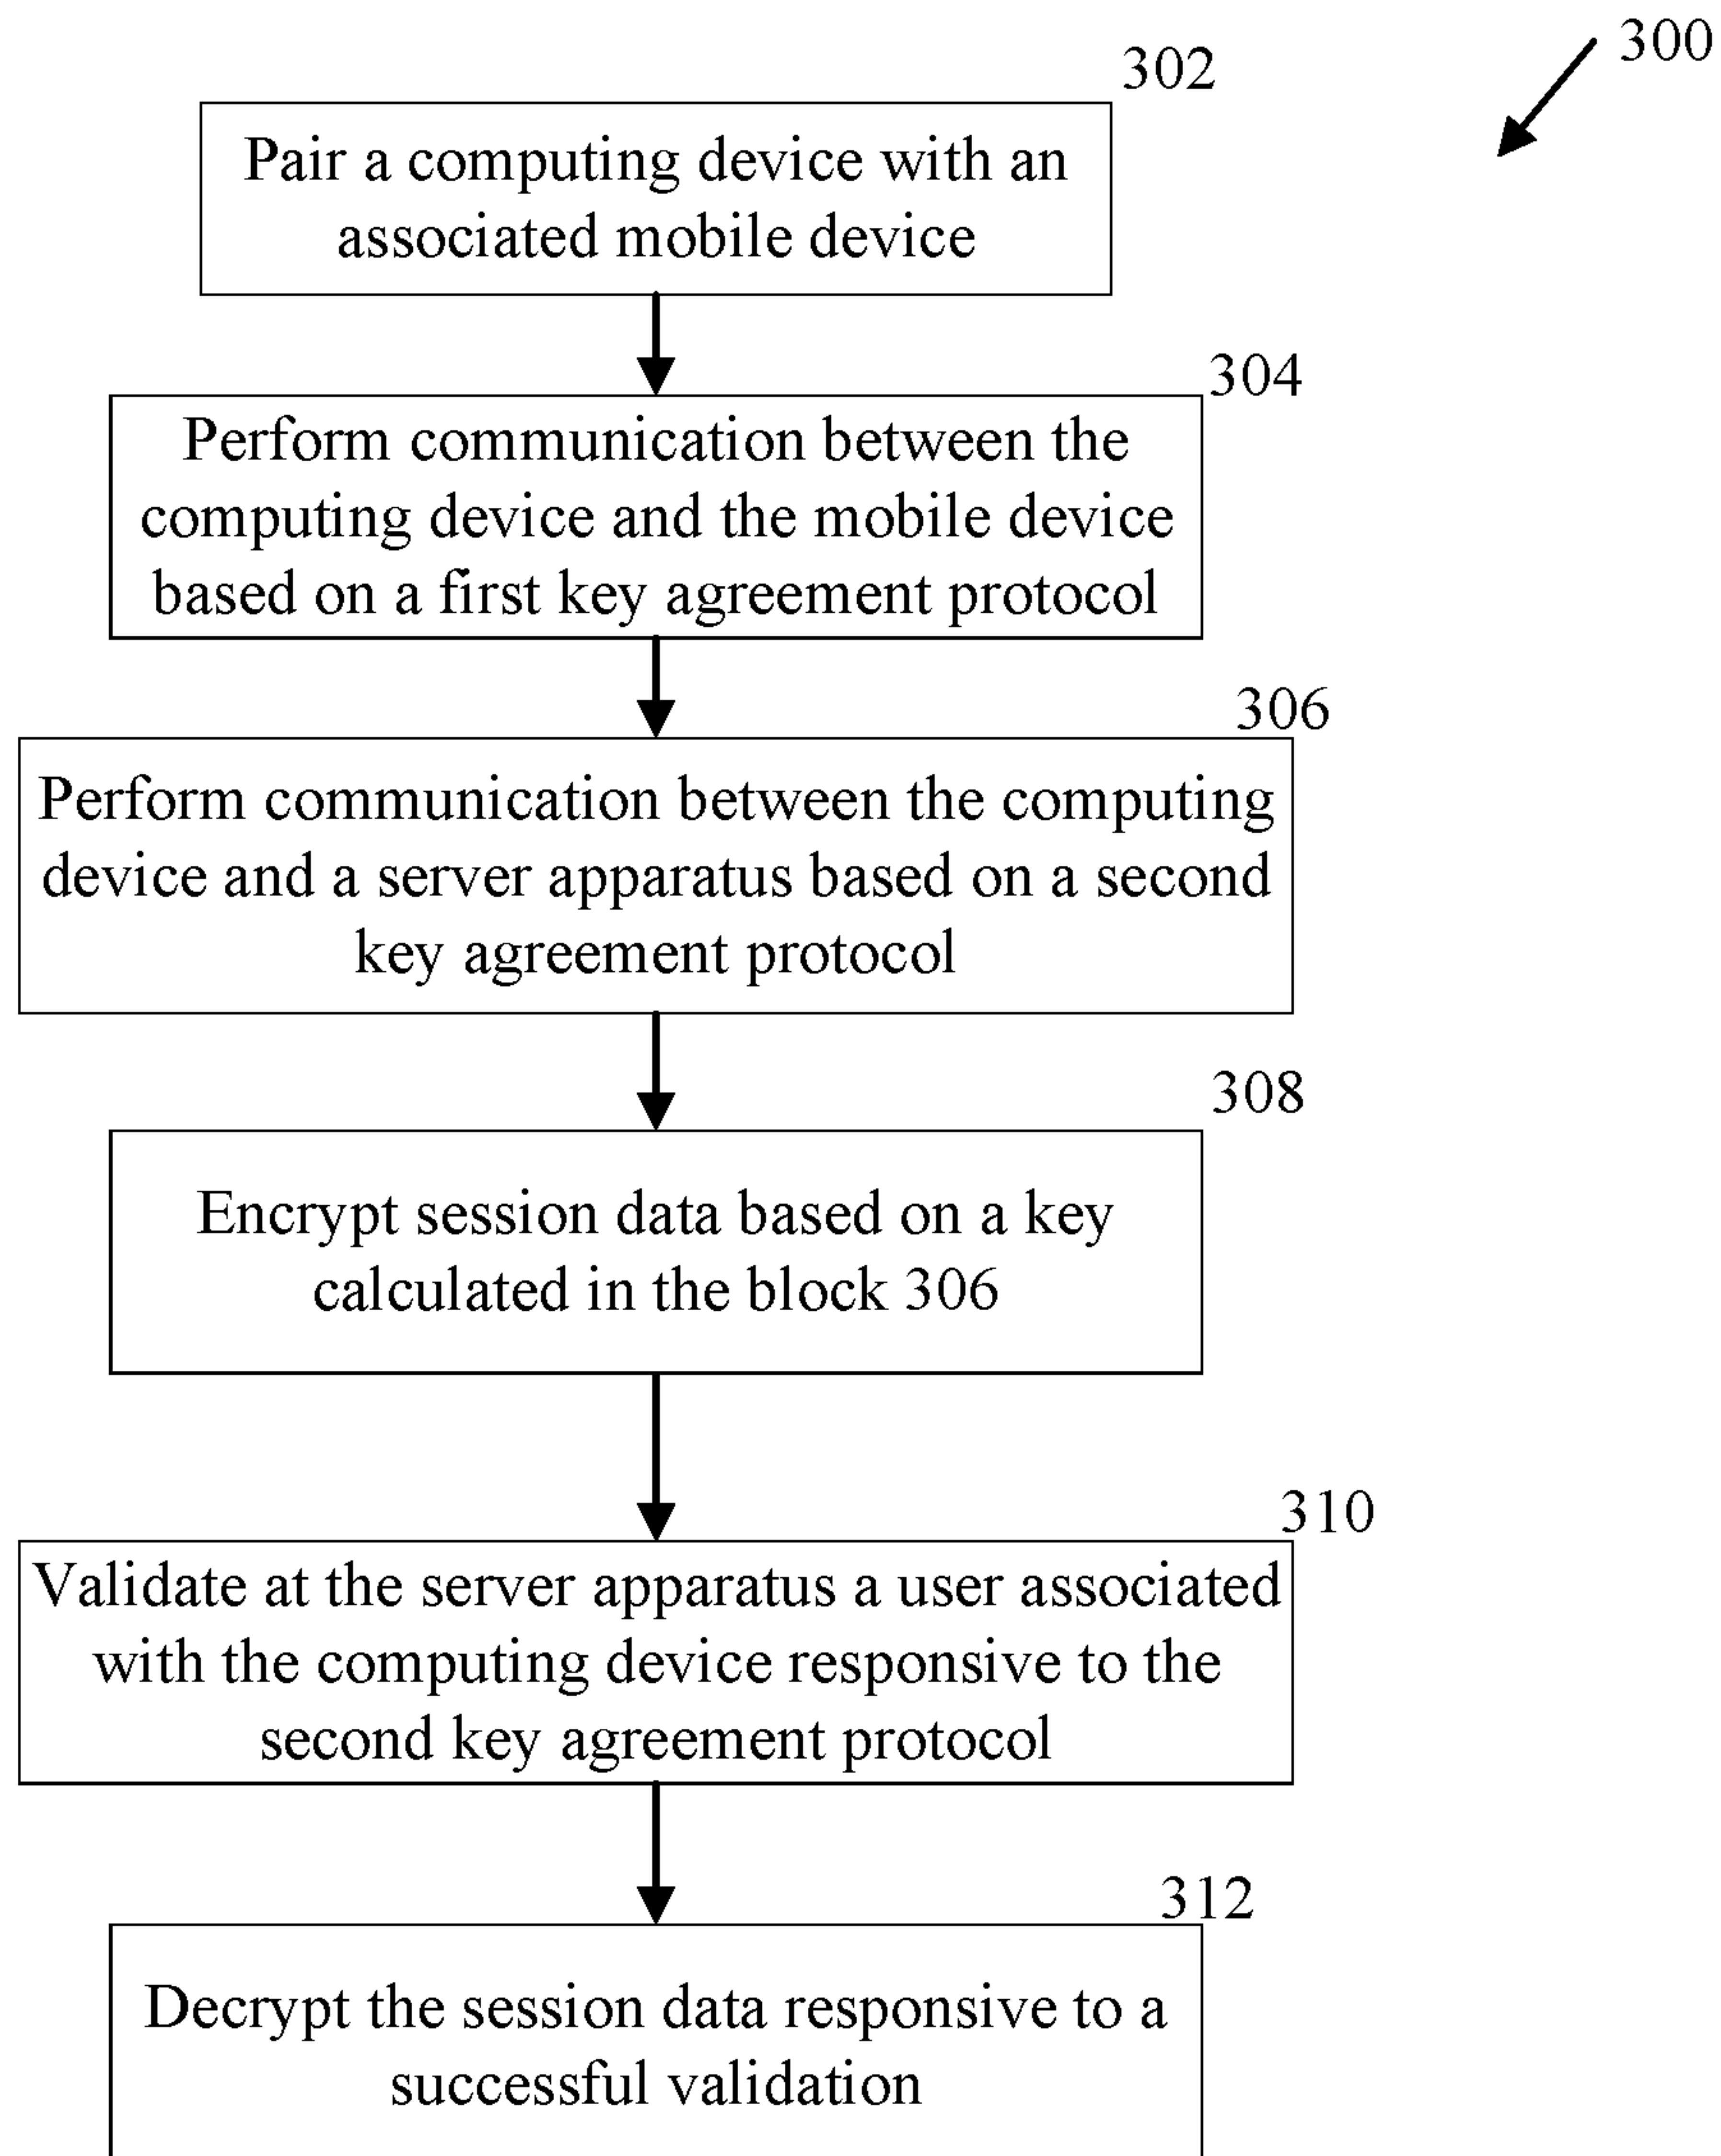 300
302
Pair a computing device with an
associated mobile device
304
Perform communication between the
computing device and the mobile device
based on a first key agreement protocol
306
Perform communication between the computing
device and a server apparatus based on a second
key agreement protocol
308
Encrypt session data based on a key
calculated in the block 306
310
Validate at the server apparatus a user associated
with the computing device responsive to the
second key agreement protocol
312
Decrypt the session data responsive to a
successful validation